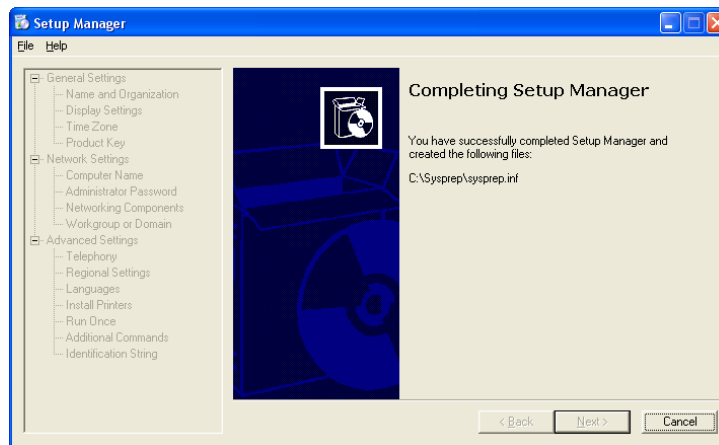 Setup Manager
File Help
General Settings
Name and Organization
Display Settings
Time Zone
Product Key
Network Settings
Computer Name
Administrator Password
Networking Components
Workgroup or Domain
Advanced Settings
Telephony
Regional Settings
Languages
Install Printers
Run Once
Additional Commands
Identification String
Completing Setup Manager
You have successfully completed Setup Manager and
created the following files:
C:\Sysprep\sysprep.inf
< Back Next > Cancel